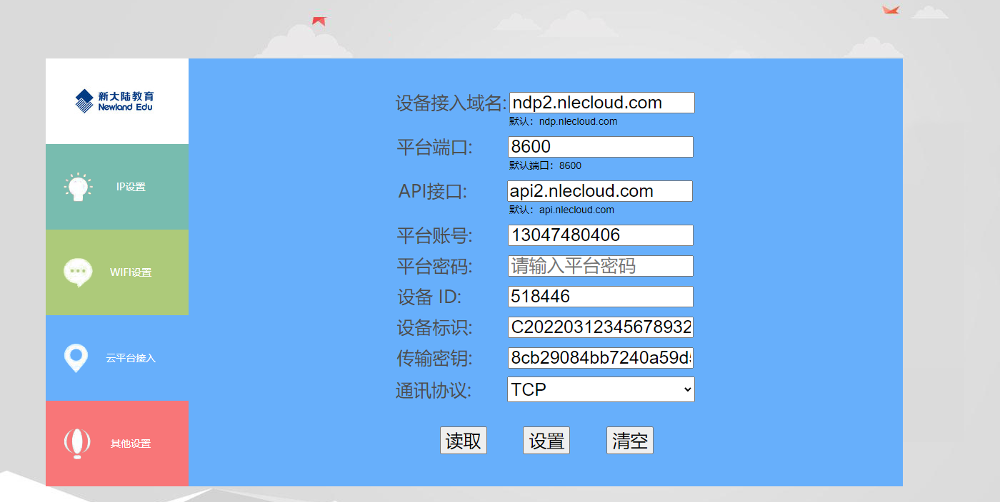 新大陆教育
Newland Edu
IP设置
WIFI设置
云平台接入
其他设置
设备接入域名: ndp2.nlecloud.com
默认：ndp.nlecloud.com
平台端口: 8600
默认端口：8600
API接口: api2.nlecloud.com
默认：api.nlecloud.com
平台账号: 13047480406
平台密码: 请输入平台密码
设备 ID: 518446
设备标识: C20220312345678932
传输密钥: 8cb29084bb7240a59d
通讯协议: TCP
读取 设置 清空